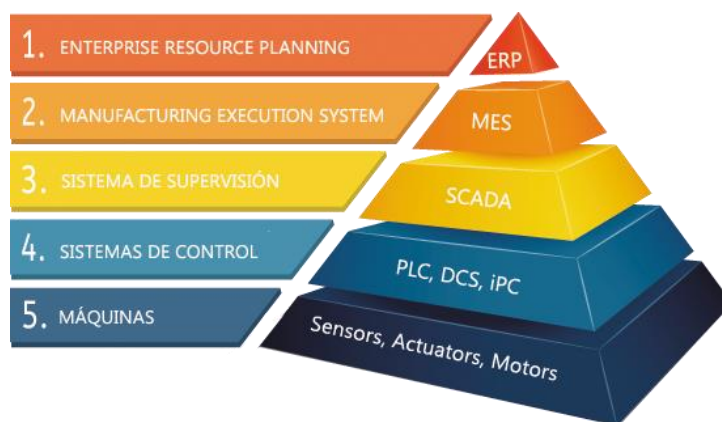 1. ENTERPRISE RESOURCE PLANNING
ERP
2. MANUFACTURING EXECUTION SYSTEM
MES
3. SISTEMA DE SUPERVISIÓN
SCADA
4. SISTEMAS DE CONTROL
PLC, DCS, iPC
5. MÁQUINAS
Sensors, Actuators, Motors